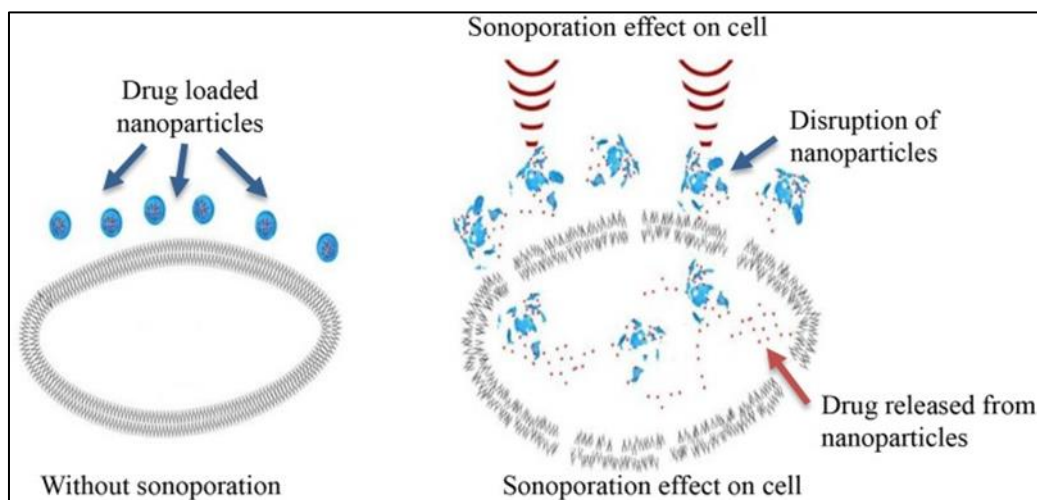 Sonoporation effect on cell
Drug loaded
nanoparticles
Disruption of
nanoparticles
Drug released from
nanoparticles
Without sonoporation
Sonoporation effect on cell